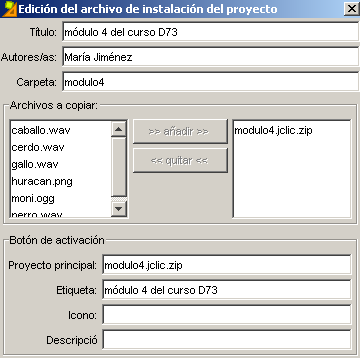 Edición del archivo de instalación del proyecto
Título: módulo 4 del curso D73
Autores/as: María Jiménez
Carpeta: modulo4
Archivos a copiar:
caballo.wav
cerdo.wav
gallo.wav
huracan.png
moni.ogg
perro.wav
>> añadir >>
<< quitar <<
modulo4.jclic.zip
Botón de activación
Proyecto principal: modulo4.jclic.zip
Etiqueta: módulo 4 del curso D73
Icono:
Descripció